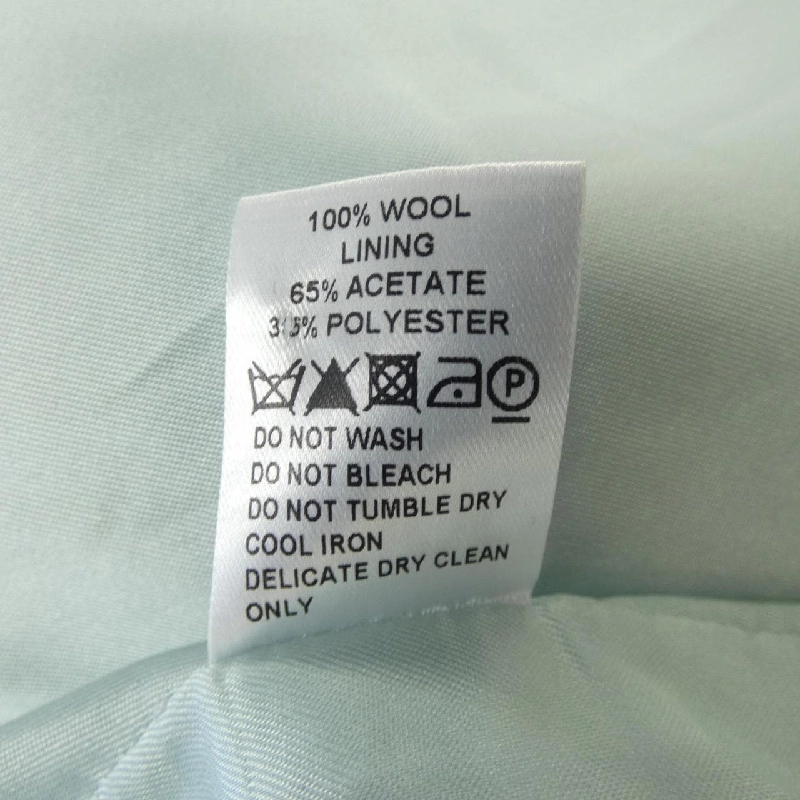 100% WOOL
LINING
65% ACETATE
35% POLYESTER
P
DO NOT WASH
DO NOT BLEACH
DO NOT TUMBLE DRY
COOL IRON
DELICATE DRY CLEAN
ONLY